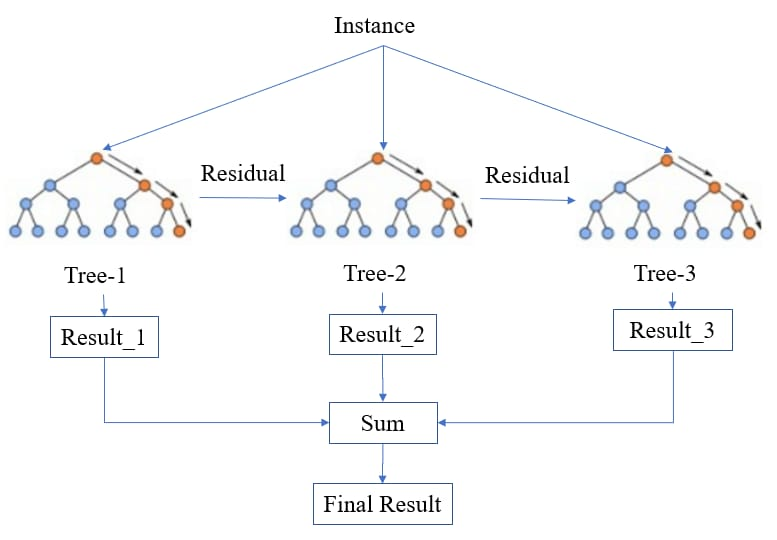 Instance
Residual
Residual
Tree-1
Tree-2
Tree-3
Result_1
Result_2
Result_3
Sum
Final Result